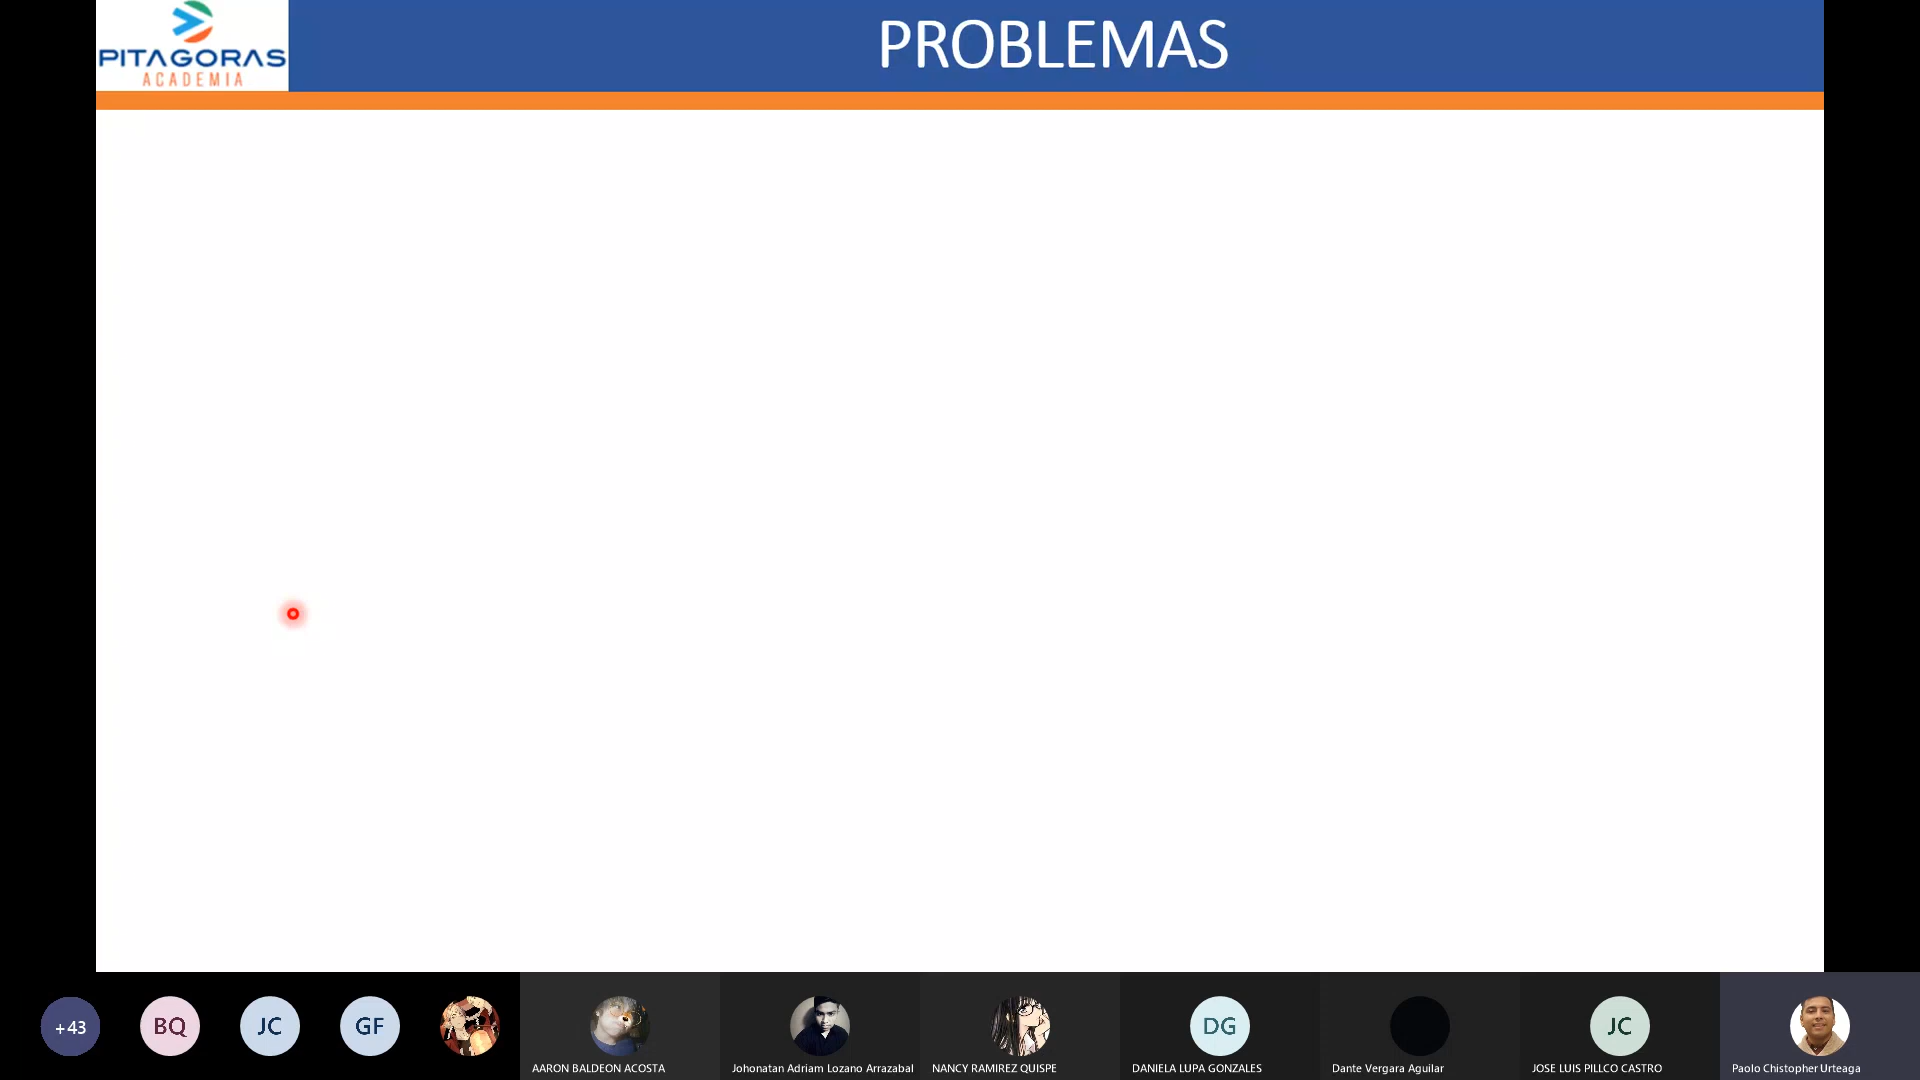 PITAGORAS
ACADEMIA
PROBLEMAS
+43
BQ
JC
GF
DG
JC
AARON BALDEON ACOSTA
Johonatan Adriam Lozano Arrazabal
NANCY RAMIREZ QUISPE
DANIELA LUPA GONZALES
Dante Vergara Aguilar
JOSE LUIS PILLCO CASTRO
Paolo Chistopher Urteaga